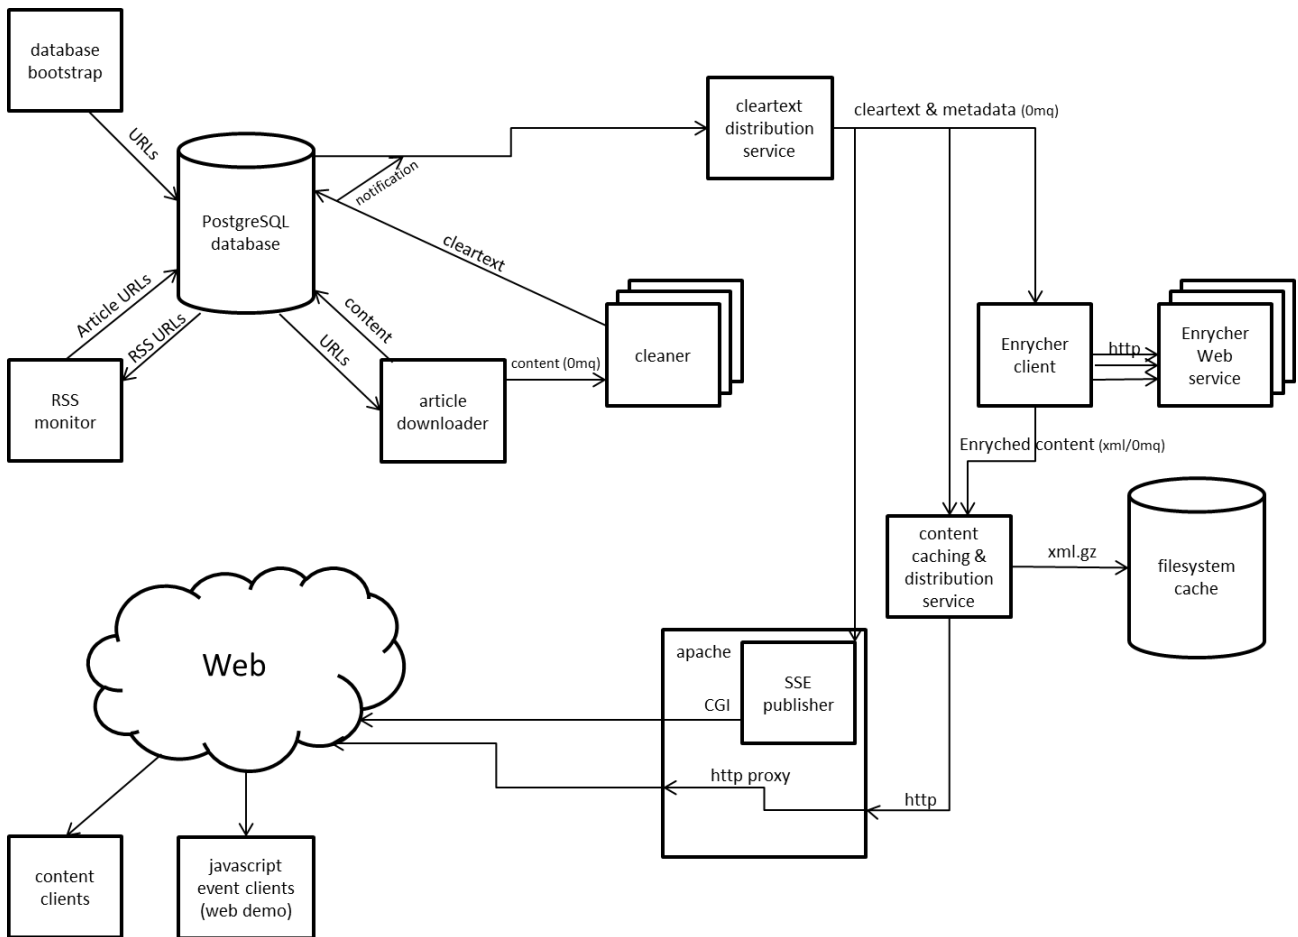 database
bootstrap
URLs
PostgreSQL
database
notification
cleartext
distribution
service
cleartext & metadata (0mq)
cleartext
Article URLs
RSS URLs
URLs
content
RSS
monitor
article
downloader
content (0mq)
cleaner
Enrycher
client
http
Enrycher
Web
service
Enryched content (xml/0mq)
content
caching &
distribution
service
xml.gz
filesystem
cache
Web
apache
SSE
publisher
CGI
http proxy
http
content
clients
javascript
event clients
(web demo)